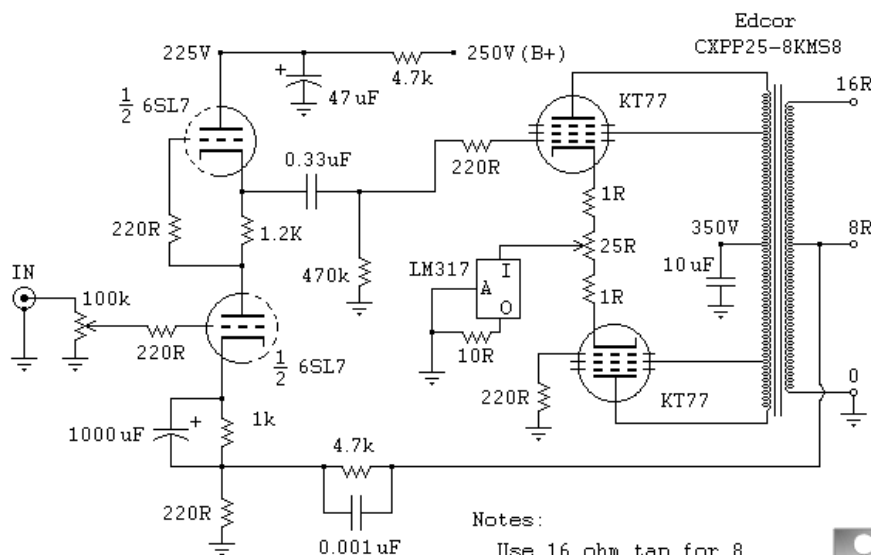 Edcor
CXPP25-8KMS8
225V
4.7k
250V (B+)
16R
47uF
KT77
1/2 6SL7
0.33uF
220R
1R
220R
1.2K
350V
8R
25R
LM317
I
A
O
10uF
IN
100k
470k
1R
220R
10R
1/2 6SL7
220R
KT77
0
1000uF
1k
4.7k
220R
0.001uF
Notes:
Use 16 ohm tap for 8